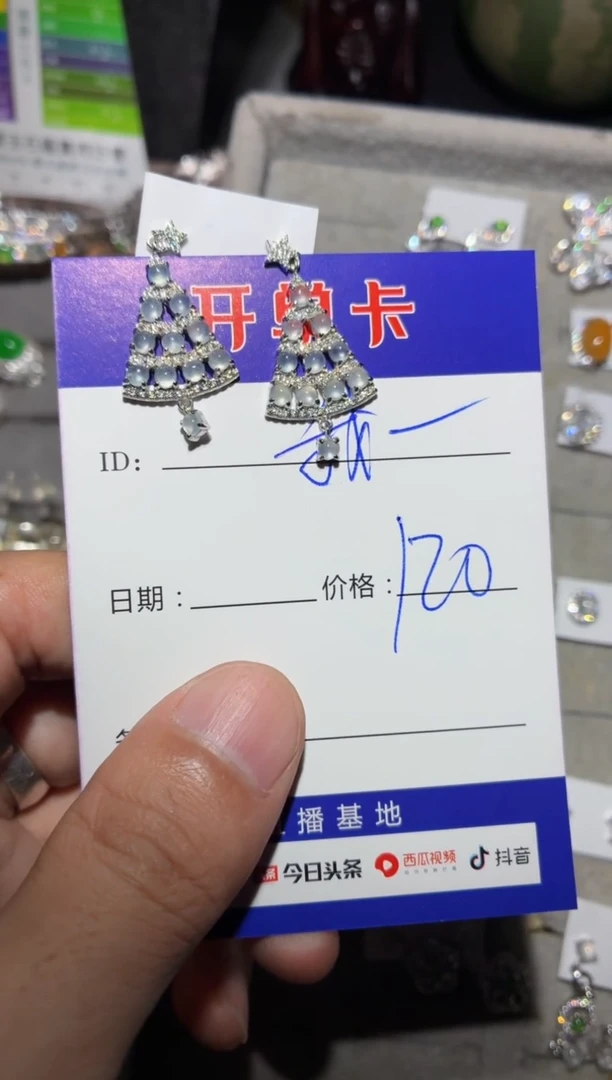 开单卡
ID： 一
日期：
价格：120
播基地
今日头条 西瓜视频 抖音